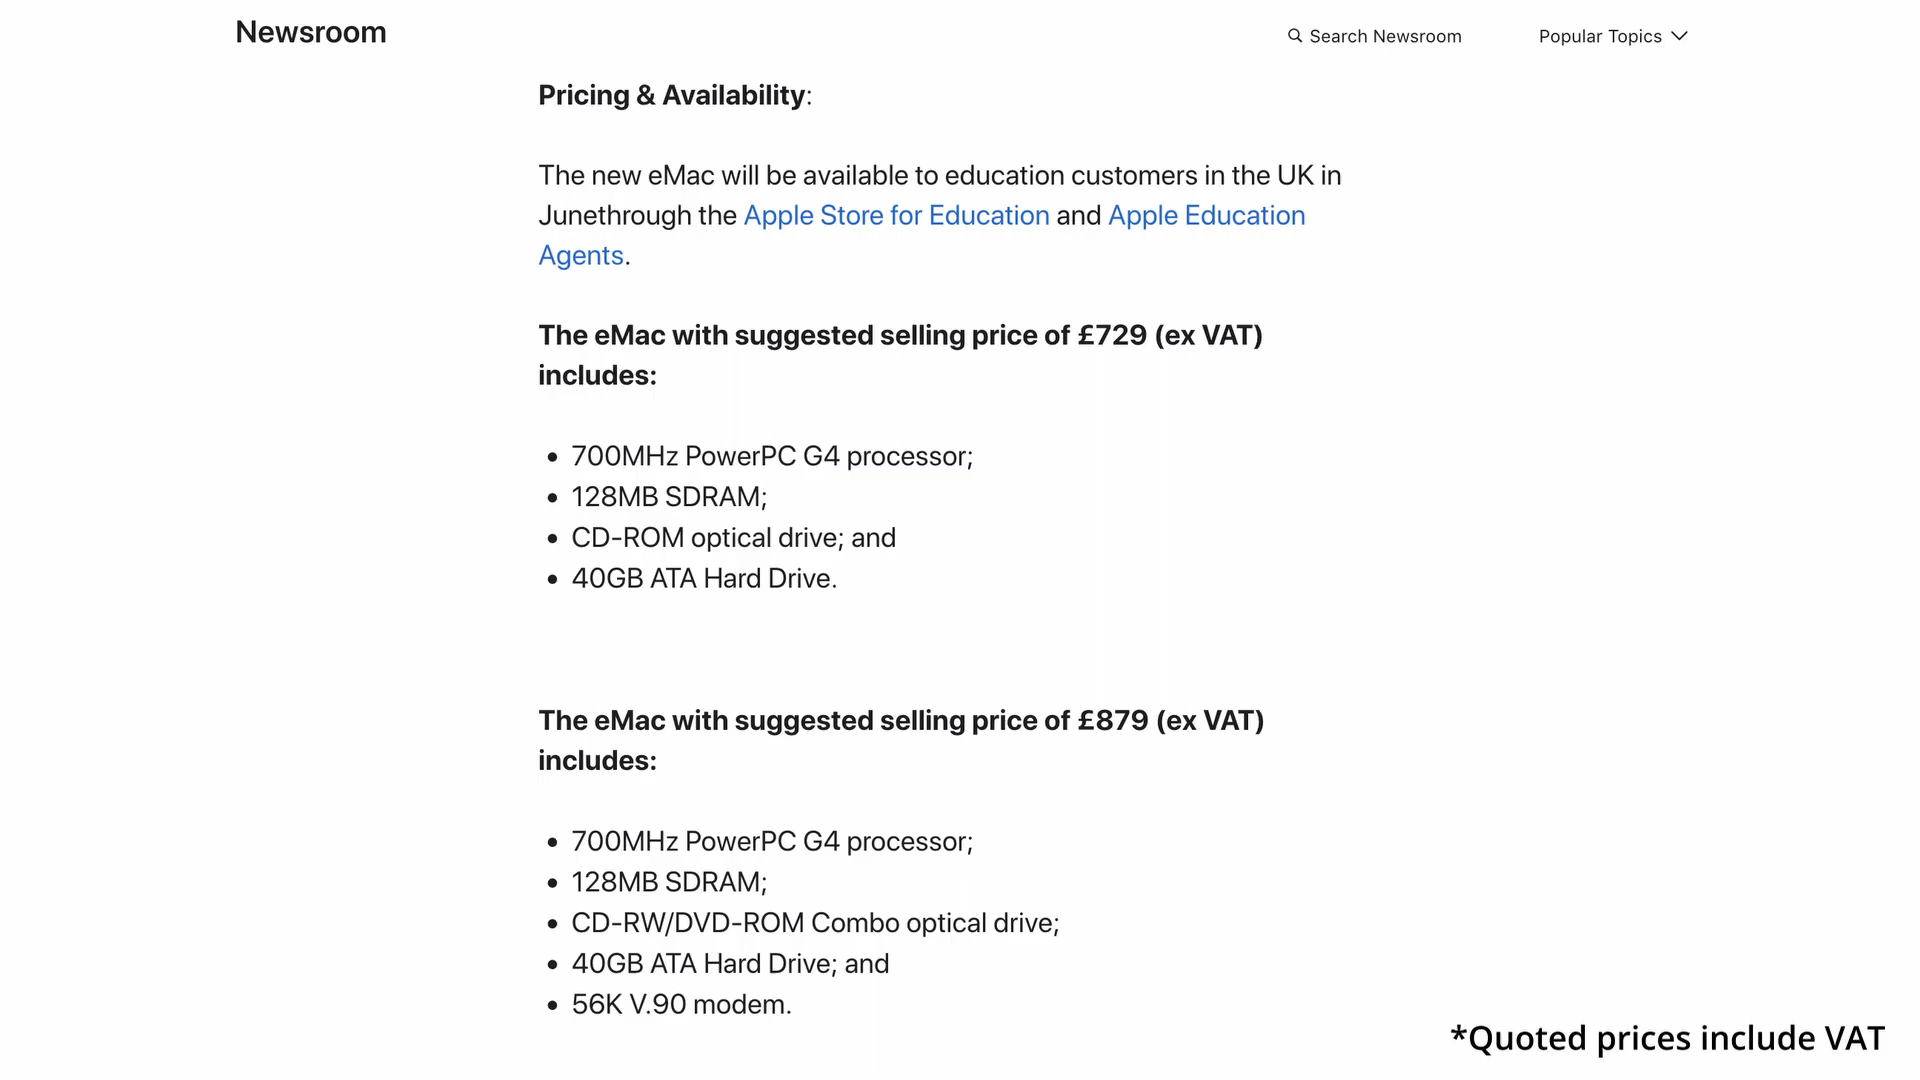 Newsroom
Search Newsroom
Popular Topics
Pricing & Availability:
The new eMac will be available to education customers in the UK in
Junethrough the Apple Store for Education and Apple Education
Agents.
The eMac with suggested selling price of £729 (ex VAT)
includes:
• 700MHz PowerPC G4 processor;
• 128MB SDRAM;
• CD-ROM optical drive; and
• 40GB ATA Hard Drive.
The eMac with suggested selling price of £879 (ex VAT)
includes:
• 700MHz PowerPC G4 processor;
• 128MB SDRAM;
• CD-RW/DVD-ROM Combo optical drive;
• 40GB ATA Hard Drive; and
• 56K V.90 modem.
*Quoted prices include VAT